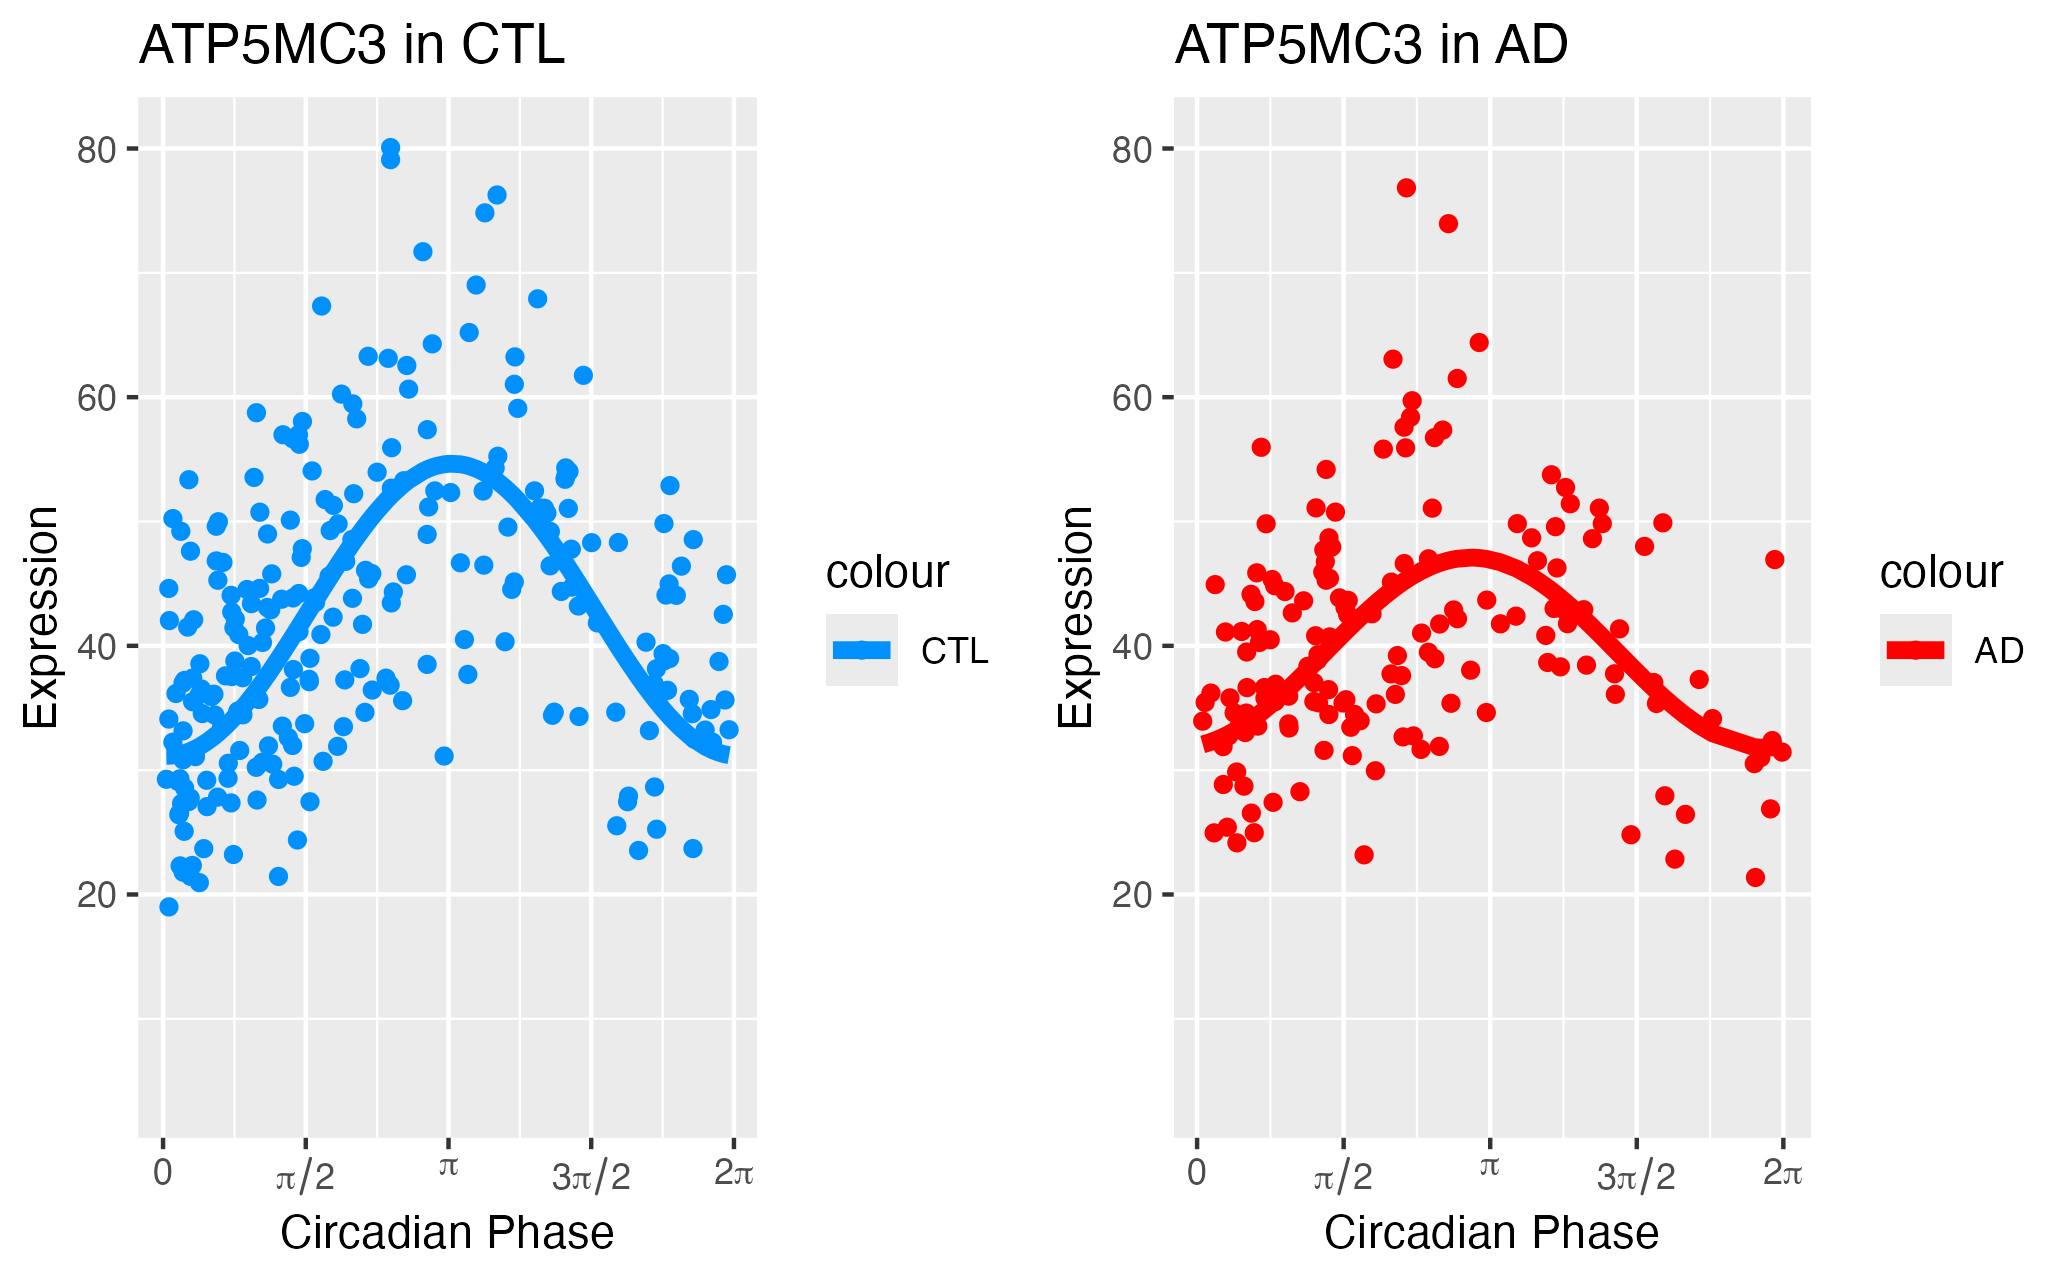 ATP5MC3 in CTL
Expression
80
60
40
20
0
π/2
π
3π/2
2π
Circadian Phase
colour
CTL
ATP5MC3 in AD
Expression
80
60
40
20
0
π/2
π
3π/2
2π
Circadian Phase
colour
AD